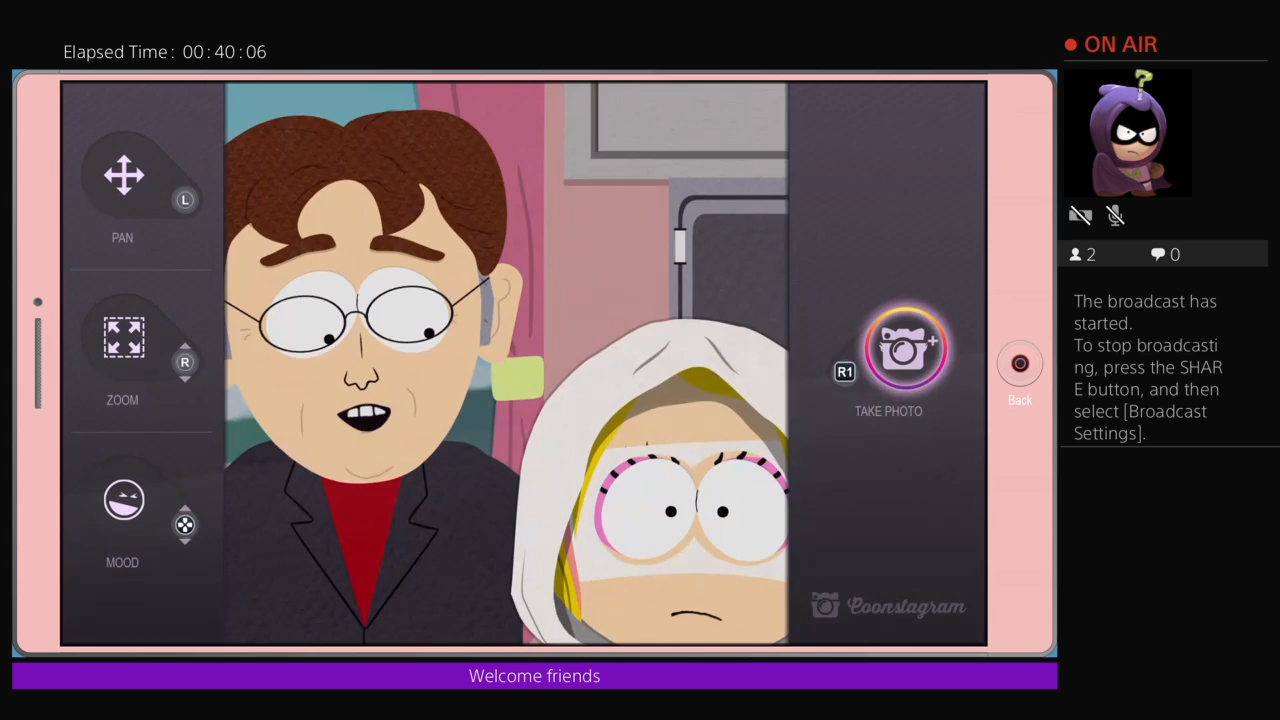 Elapsed Time: 00:40:06
ON AIR
?
L
PAN
R
ZOOM
MOOD
R1
TAKE PHOTO
Back
Coonstagram
2 0
The broadcast has
started.
To stop broadcasti
ng, press the SHAR
E button, and then
select [Broadcast
Settings].
Welcome friends